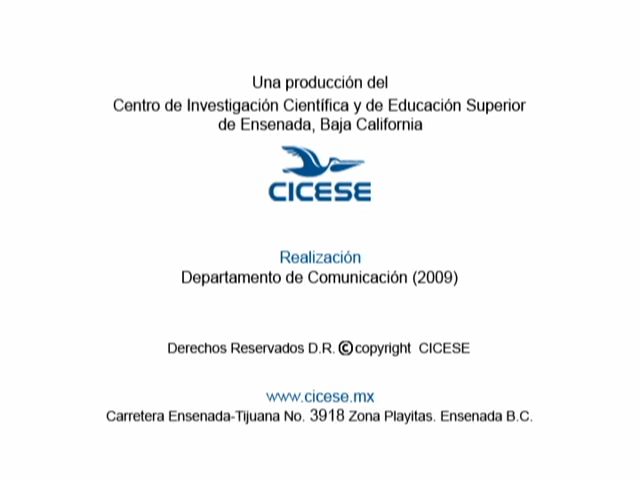 Una producción del
Centro de Investigación Científica y de Educación Superior
de Ensenada, Baja California
CICESE
Realización
Departamento de Comunicación (2009)
Derechos Reservados D.R. © copyright CICESE
www.cicese.mx
Carretera Ensenada-Tijuana No. 3918 Zona Playitas. Ensenada B.C.